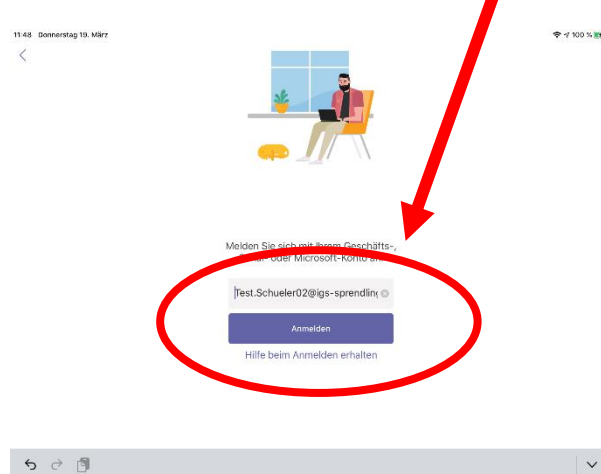 11:48 Donnerstag 19. März
100 %
Melden Sie sich mit Ihrem Geschäfts-,
oder Microsoft-Konto an.
Test.Schueler02@igs-sprendling
Anmelden
Hilfe beim Anmelden erhalten